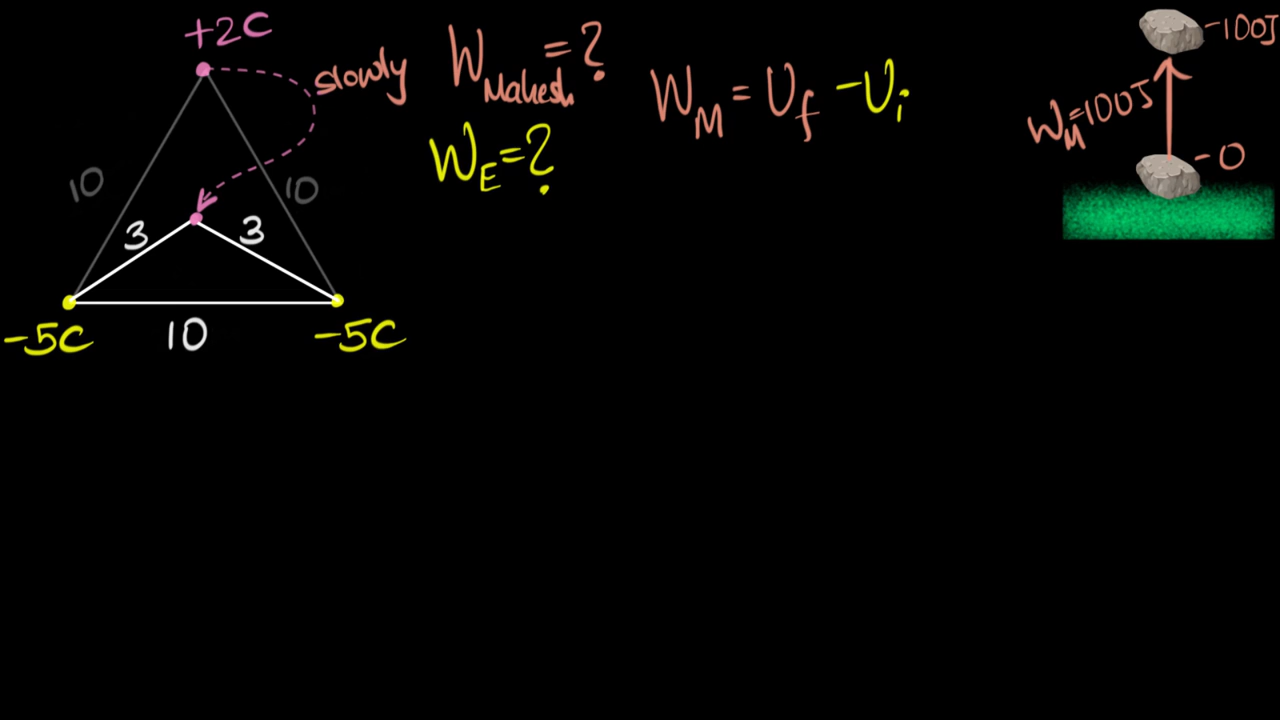 +2C
slowly
10
10
3
3
-5C
10
-5C
W_Mahesh = ?
W_E = ?
W_M = U_f - U_i
-100J
W_M=100J
-0